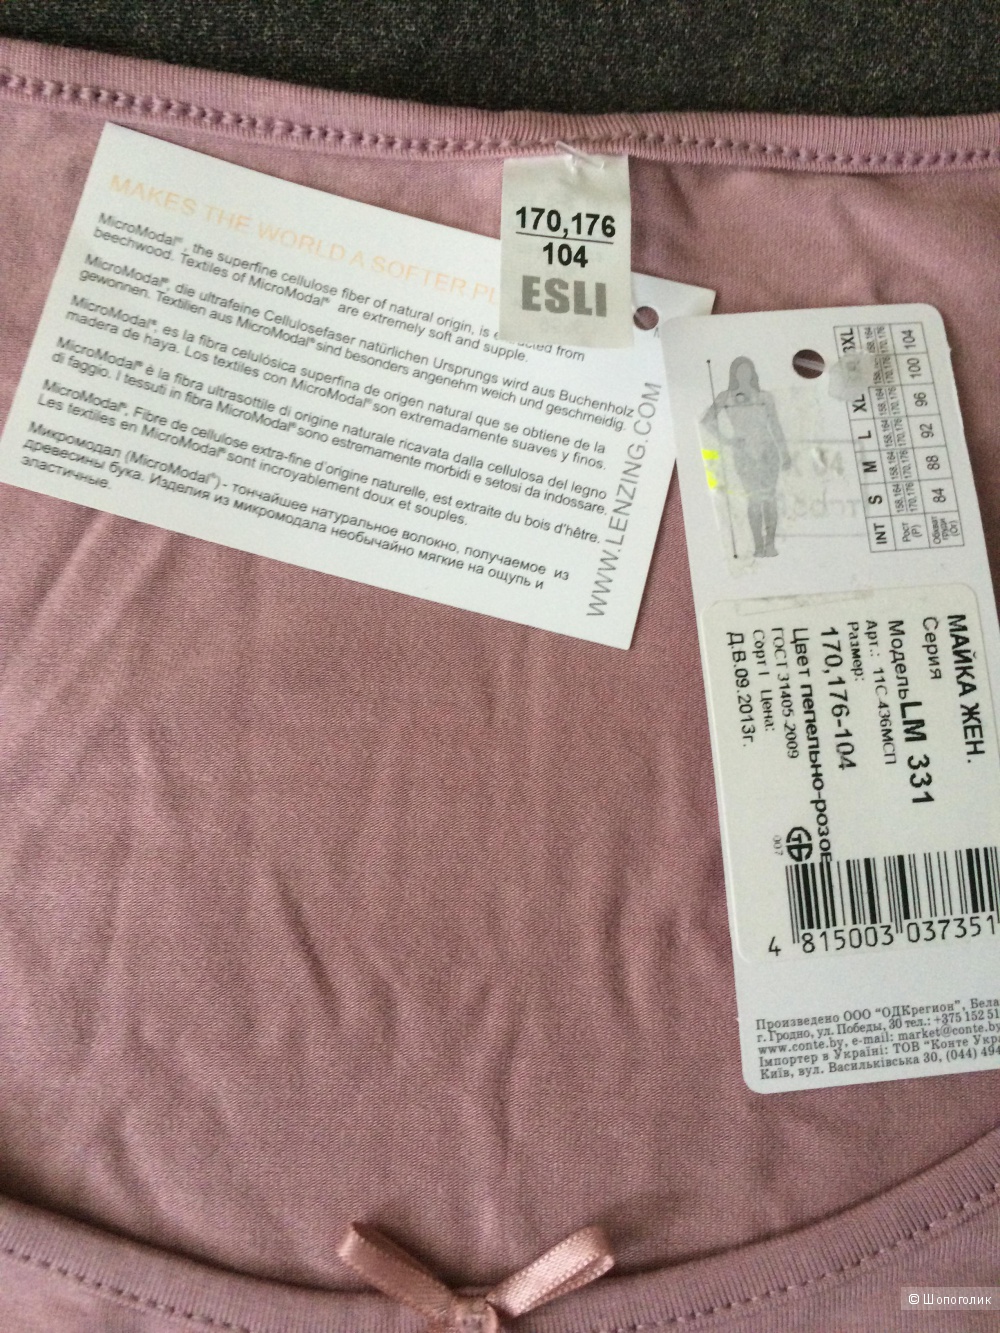 MAKES THE WORLD A SOFTER
MicroModal®, the superfine cellulose fiber of natural origin, is from
beechwood. Textiles of MicroModal® are extremely soft and supple.
MicroModal®, die ultrafeine Cellulosefaser natürlichen Ursprungs wird aus Buchenholz
gewonnen. Textilien aus MicroModal® sind besonders angenehm weich und geschmeidig.
MicroModal®, es la fibra celulósica superfina de origen natural que se obtiene de la
madera de haya. Los textiles con MicroModal® son extremadamente suaves y finos.
MicroModal® è la fibra ultrasottile di origine naturale ricavata dalla cellulosa del legno
di faggio. I tessuti in fibra MicroModal® sono estremamente morbidi e setosi da indossare.
MicroModal®, Fibre de cellulose extra-fine d'origine naturelle, est extraite du bois d'hêtre.
Les textiles en MicroModal® sont incroyablement doux et souples.
Микромодал (MicroModal®) - тончайшее натуральное волокно, получаемое из
древесины бука. Изделия из микромодала необычайно мягкие на ощупь и
эластичные.
WWW.LENZING.COM
170,176
104
ESLI
INT S M L XL
84 88 92 96 100 104
МАЙКА ЖЕН.
Серия
Модель LM 331
Арт.: 11С-436МСП
Размер:
170,176-104
Цвет пепельно-розов
ГОСТ 31405-2009
Сорт I Цена:
Д.В.09.2013г.
007
4 815003 037351
Произведено ООО "ОДКрегион", Бела
г. Гродно, ул. Победы, 30 тел.: +375 152 51
www.conte.by, e-mail: market@conte.by
Імпортер в Україні: ТОВ "Конте Укра
Київ, вул. Васильківська 30, (044) 494
© Шопоголик